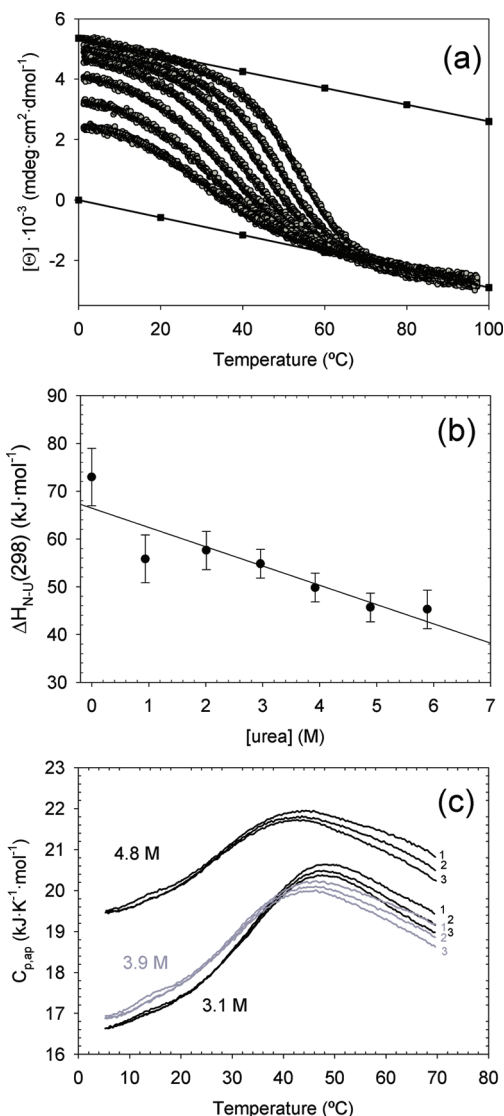 (a)
6
4
2
0
-2
[Θ] ·10⁻³ (mdeg·cm²·dmol⁻¹)
0 20 40 60 80 100
Temperature (ºC)
(b)
90
80
70
60
50
40
30
ΔH_N-U(298) (kJ·mol⁻¹)
0 1 2 3 4 5 6 7
[urea] (M)
(c)
23
22
21
20
19
18
17
16
C_p,ap (kJ·K⁻¹·mol⁻¹)
4.8 M
1
2
3
3.9 M
1
2
3
3.1 M
1
2
3
0 10 20 30 40 50 60 70 80
Temperature (ºC)